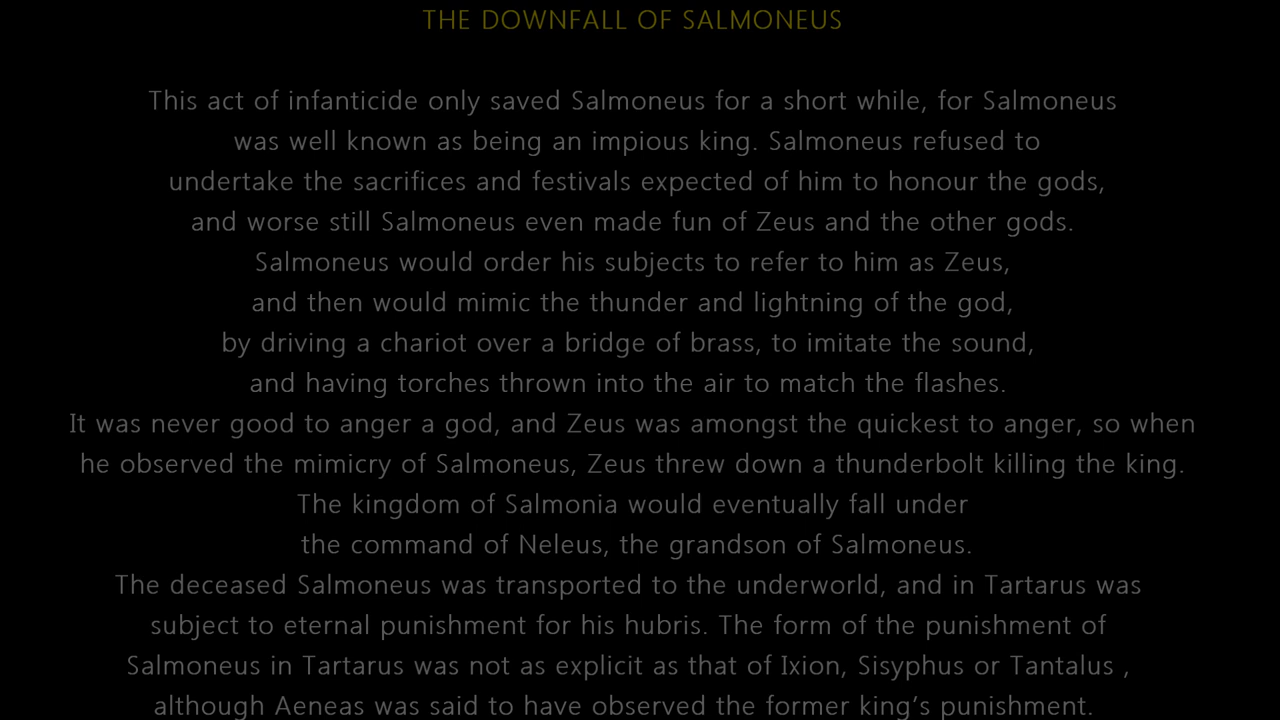 THE DOWNFALL OF SALMONEUS
This act of infanticide only saved Salmoneus for a short while, for Salmoneus
was well known as being an impious king. Salmoneus refused to
undertake the sacrifices and festivals expected of him to honour the gods,
and worse still Salmoneus even made fun of Zeus and the other gods.
Salmoneus would order his subjects to refer to him as Zeus,
and then would mimic the thunder and lightning of the god,
by driving a chariot over a bridge of brass, to imitate the sound,
and having torches thrown into the air to match the flashes.
It was never good to anger a god, and Zeus was amongst the quickest to anger, so when
he observed the mimicry of Salmoneus, Zeus threw down a thunderbolt killing the king.
The kingdom of Salmonia would eventually fall under
the command of Neleus, the grandson of Salmoneus.
The deceased Salmoneus was transported to the underworld, and in Tartarus was
subject to eternal punishment for his hubris. The form of the punishment of
Salmoneus in Tartarus was not as explicit as that of Ixion, Sisyphus or Tantalus ,
although Aeneas was said to have observed the former king’s punishment.